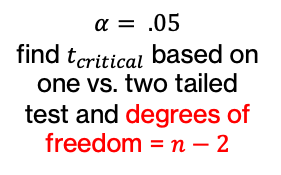 α = .05
find t_critical based on
one vs. two tailed
test and degrees of
freedom = n − 2